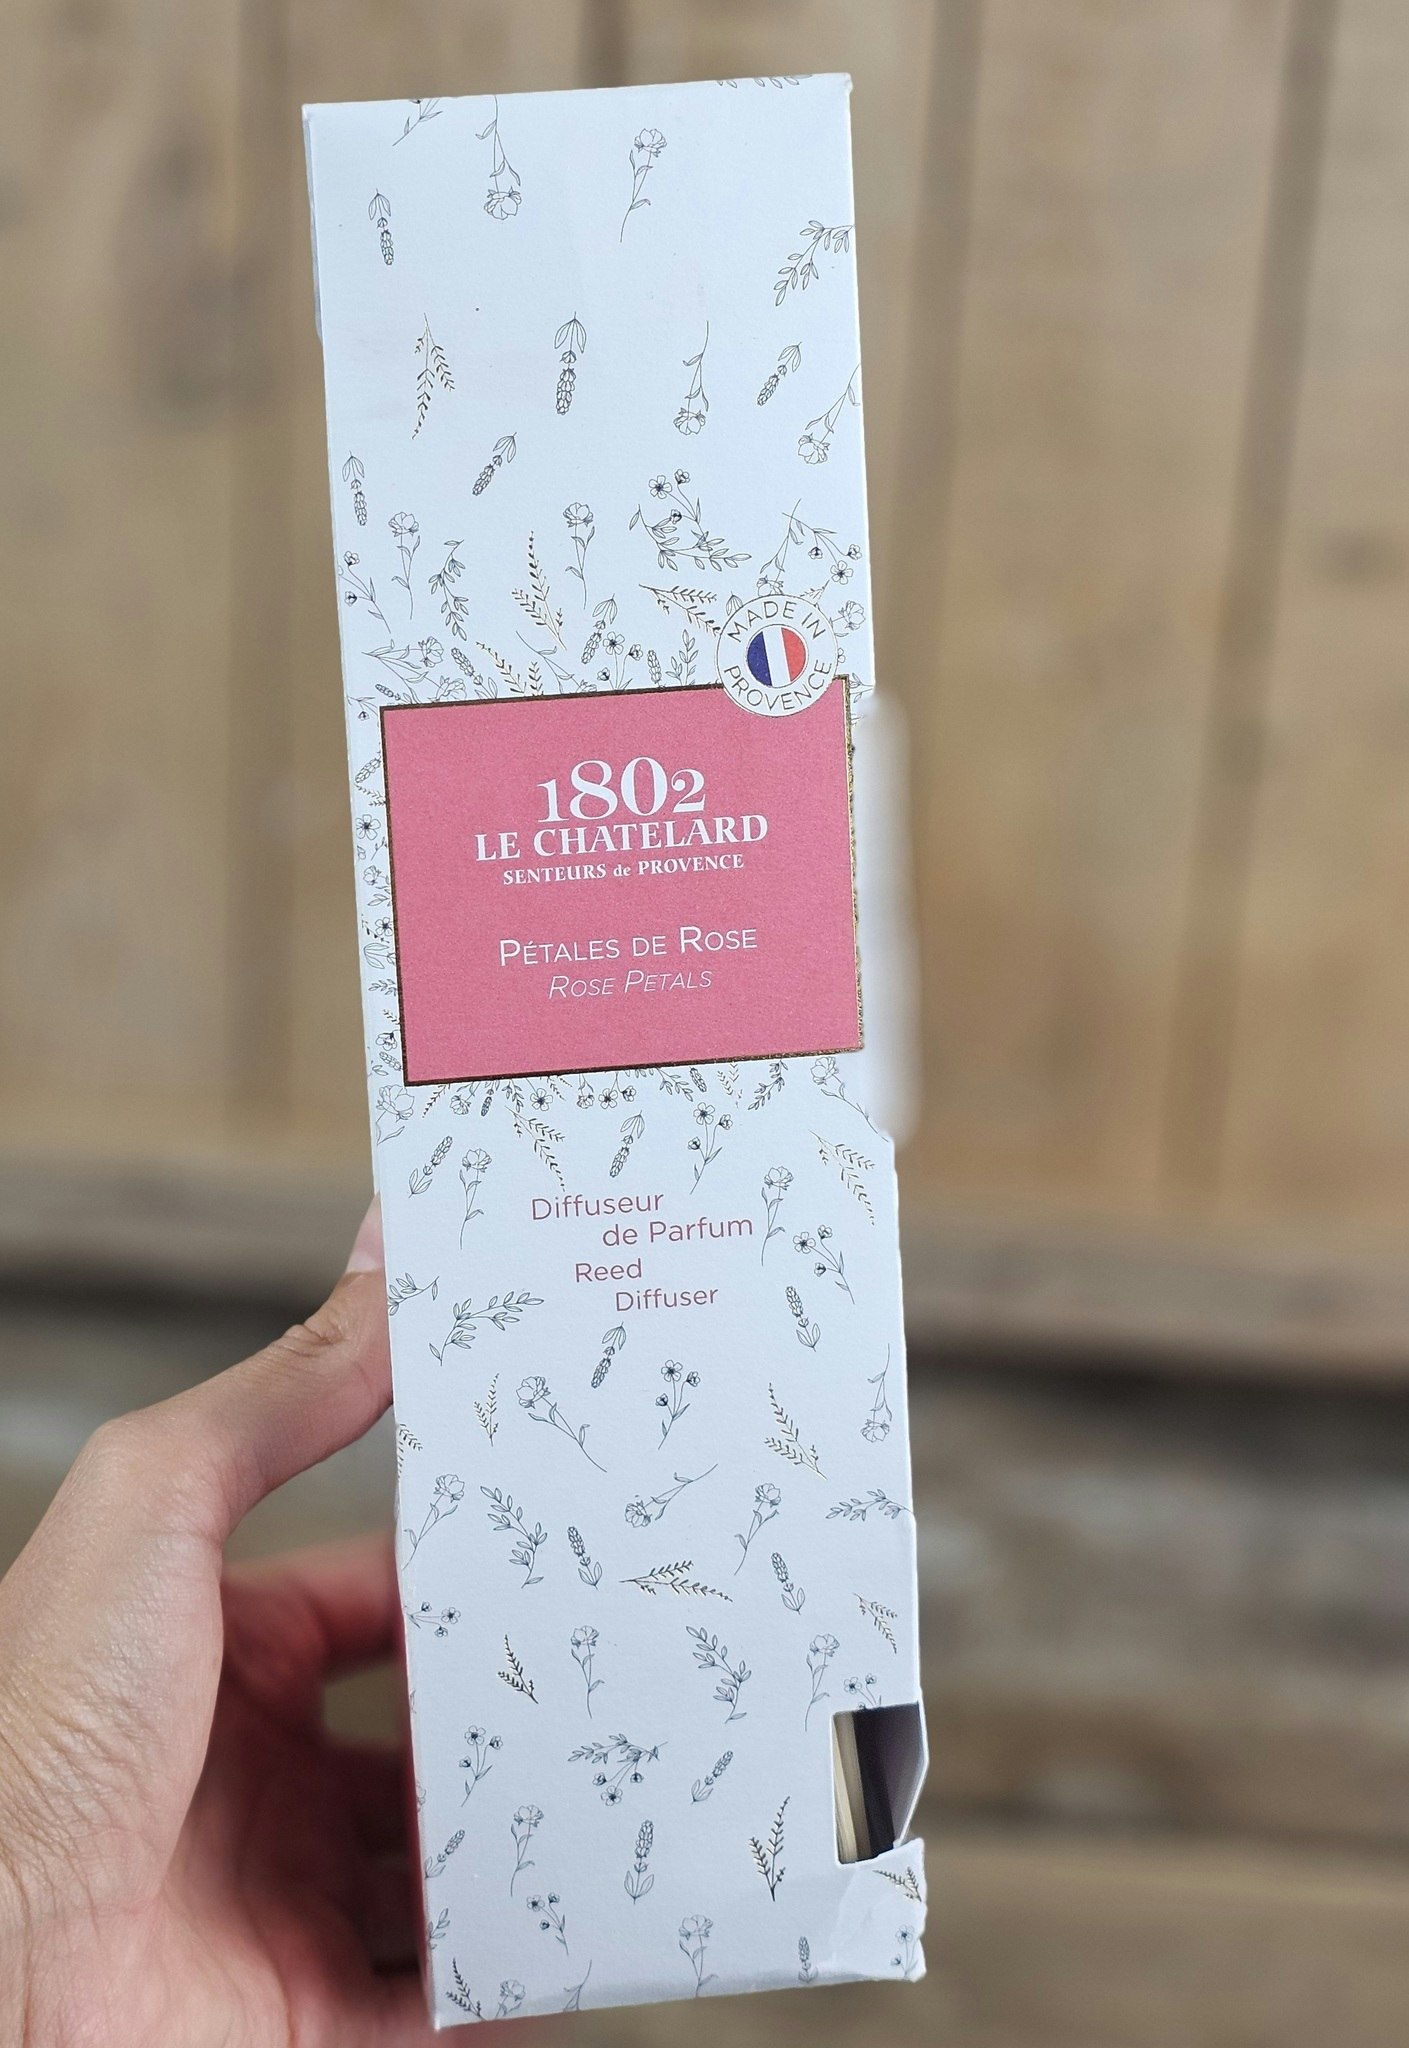 MADE IN
PROVENCE
1802
LE CHATELARD
SENTEURS de PROVENCE
PÉTALES DE ROSE
ROSE PETALS
Diffuseur
de Parfum
Reed
Diffuser